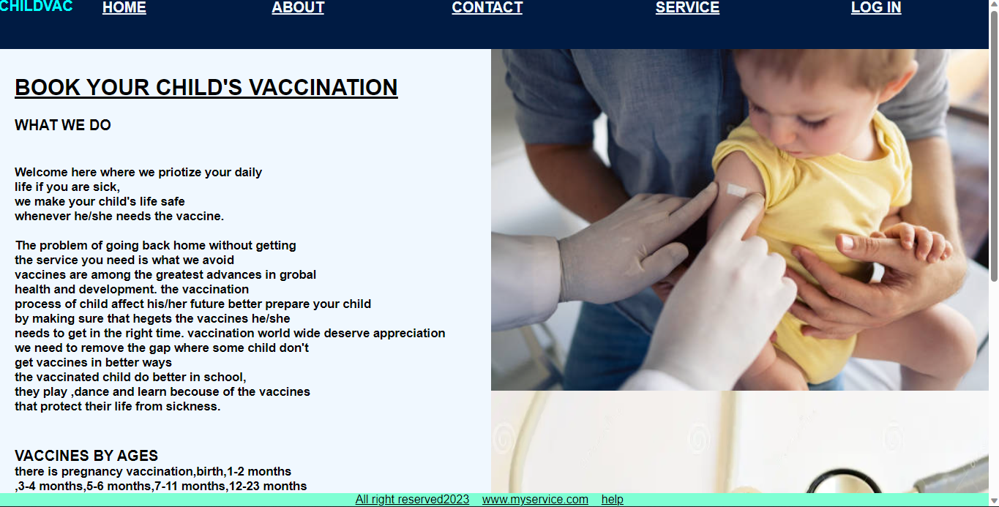 CHILDVAC HOME ABOUT CONTACT SERVICE LOG IN
BOOK YOUR CHILD'S VACCINATION
WHAT WE DO
Welcome here where we priotize your daily
life if you are sick,
we make your child's life safe
whenever he/she needs the vaccine.
The problem of going back home without getting
the service you need is what we avoid
vaccines are among the greatest advances in grobal
health and development. the vaccination
process of child affect his/her future better prepare your child
by making sure that hegets the vaccines he/she
needs to get in the right time. vaccination world wide deserve appreciation
we need to remove the gap where some child don't
get vaccines in better ways
the vaccinated child do better in school,
they play ,dance and learn becouse of the vaccines
that protect their life from sickness.
VACCINES BY AGES
there is pregnancy vaccination,birth,1-2 months
,3-4 months,5-6 months,7-11 months,12-23 months
All right reserved2023 www.myservice.com help